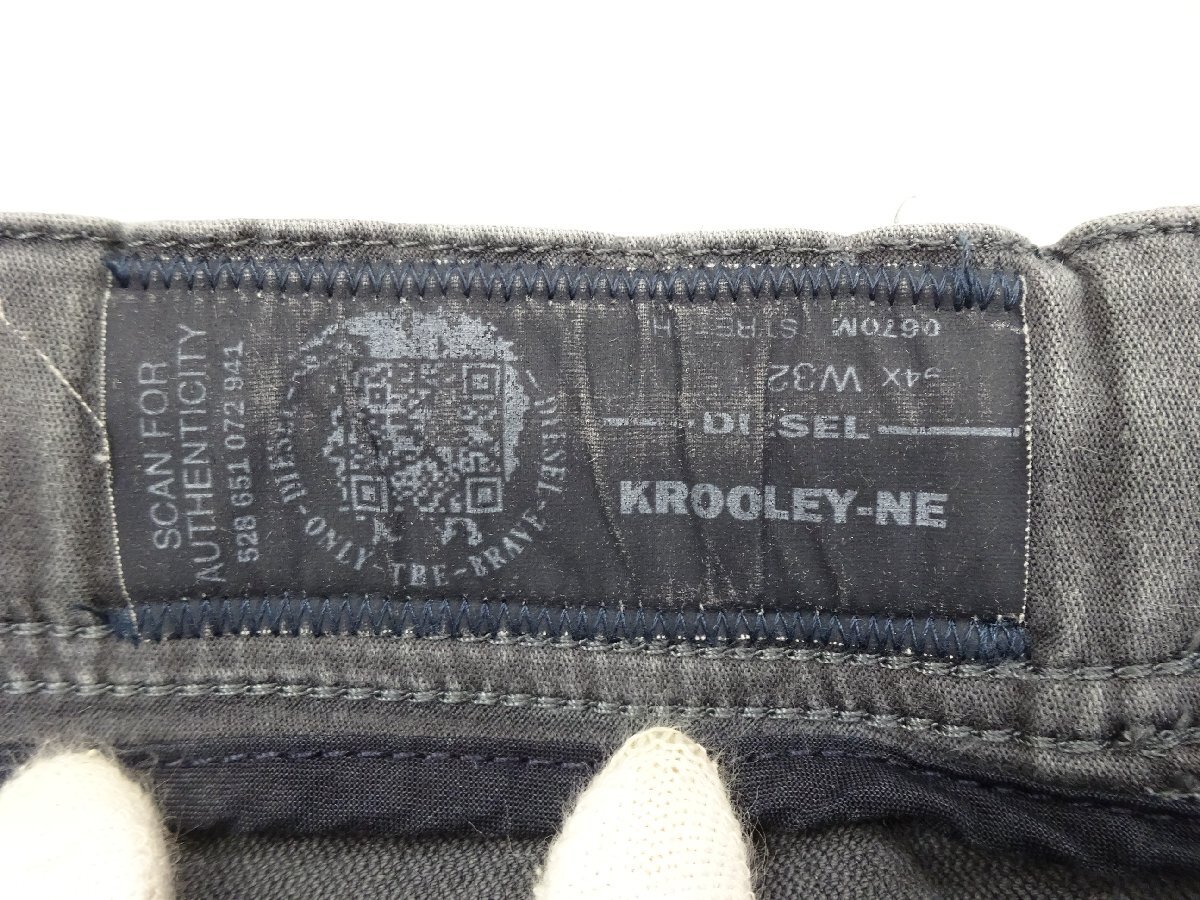 SCAN FOR
AUTHENTICITY
528 651 072 941
DIESEL-ONLY-THE-BRAVE-DIESEL-
0670M STRETCH
W32
DIESEL
KROOLEY-NE